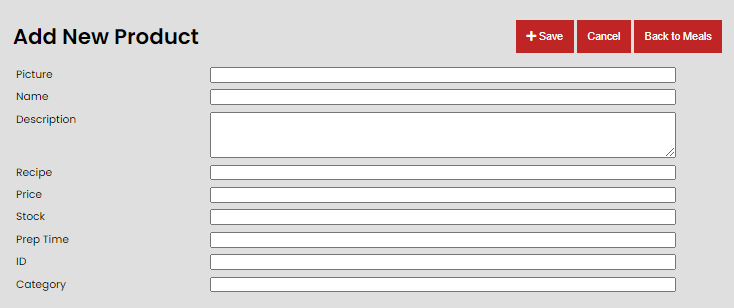 Add New Product
+ Save
Cancel
Back to Meals
Picture
Name
Description
Recipe
Price
Stock
Prep Time
ID
Category